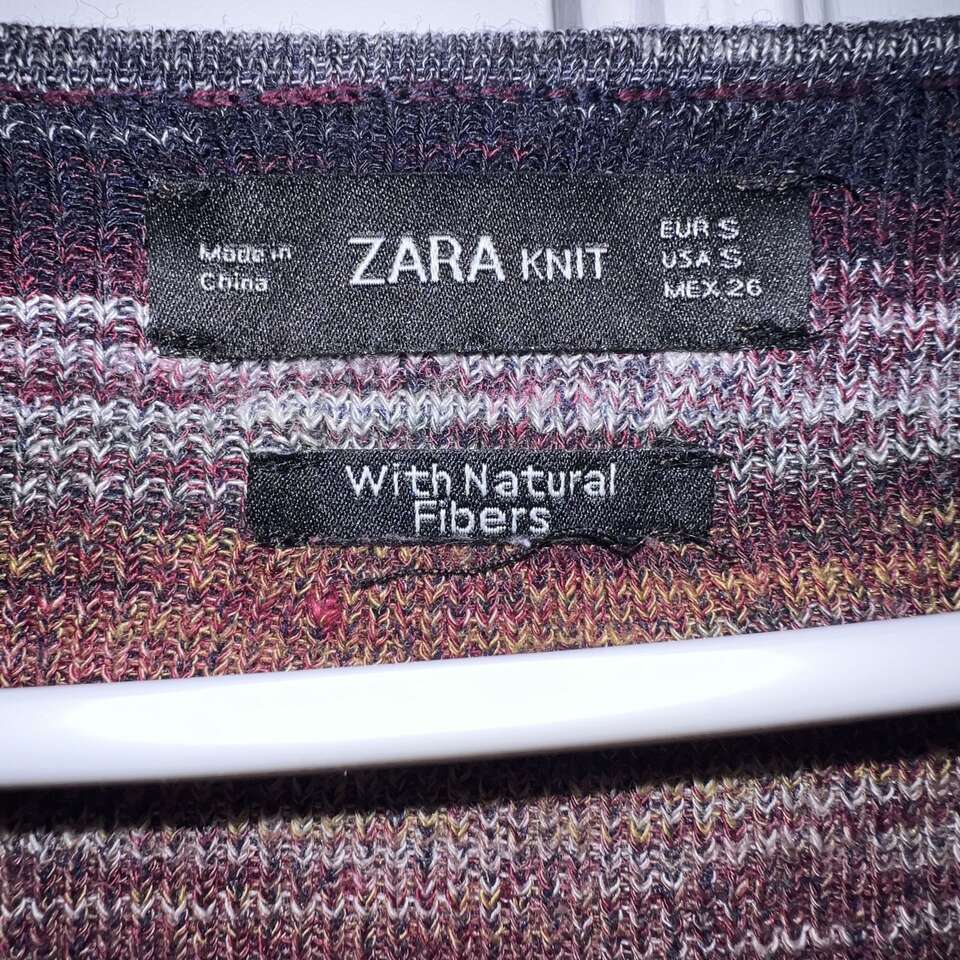 Made in
China
ZARA KNIT
EUR S
USA S
MEX 26
With Natural
Fibers